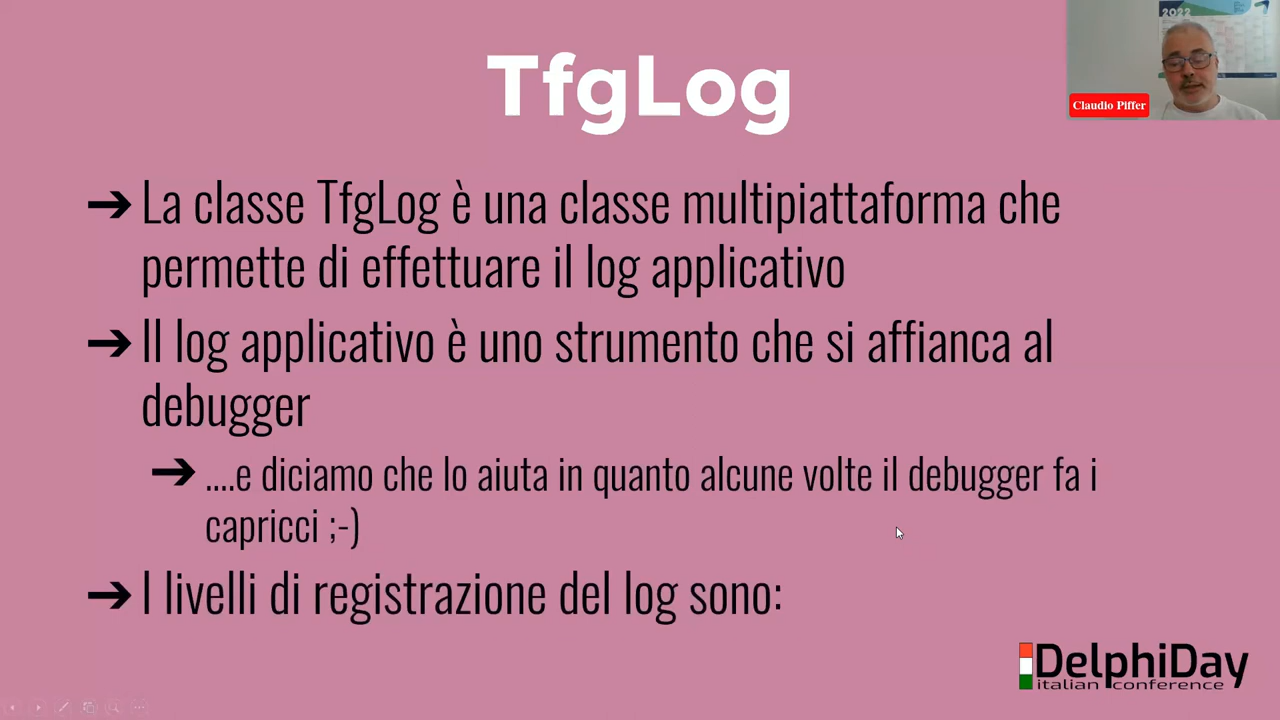 TfgLog
2022
Claudio Piffer
➔ La classe TfgLog è una classe multipiattaforma che
permette di effettuare il log applicativo
➔ Il log applicativo è uno strumento che si affianca al
debugger
➔ ....e diciamo che lo aiuta in quanto alcune volte il debugger fa i
capricci ;-)
➔ I livelli di registrazione del log sono:
DelphiDay
italian conference